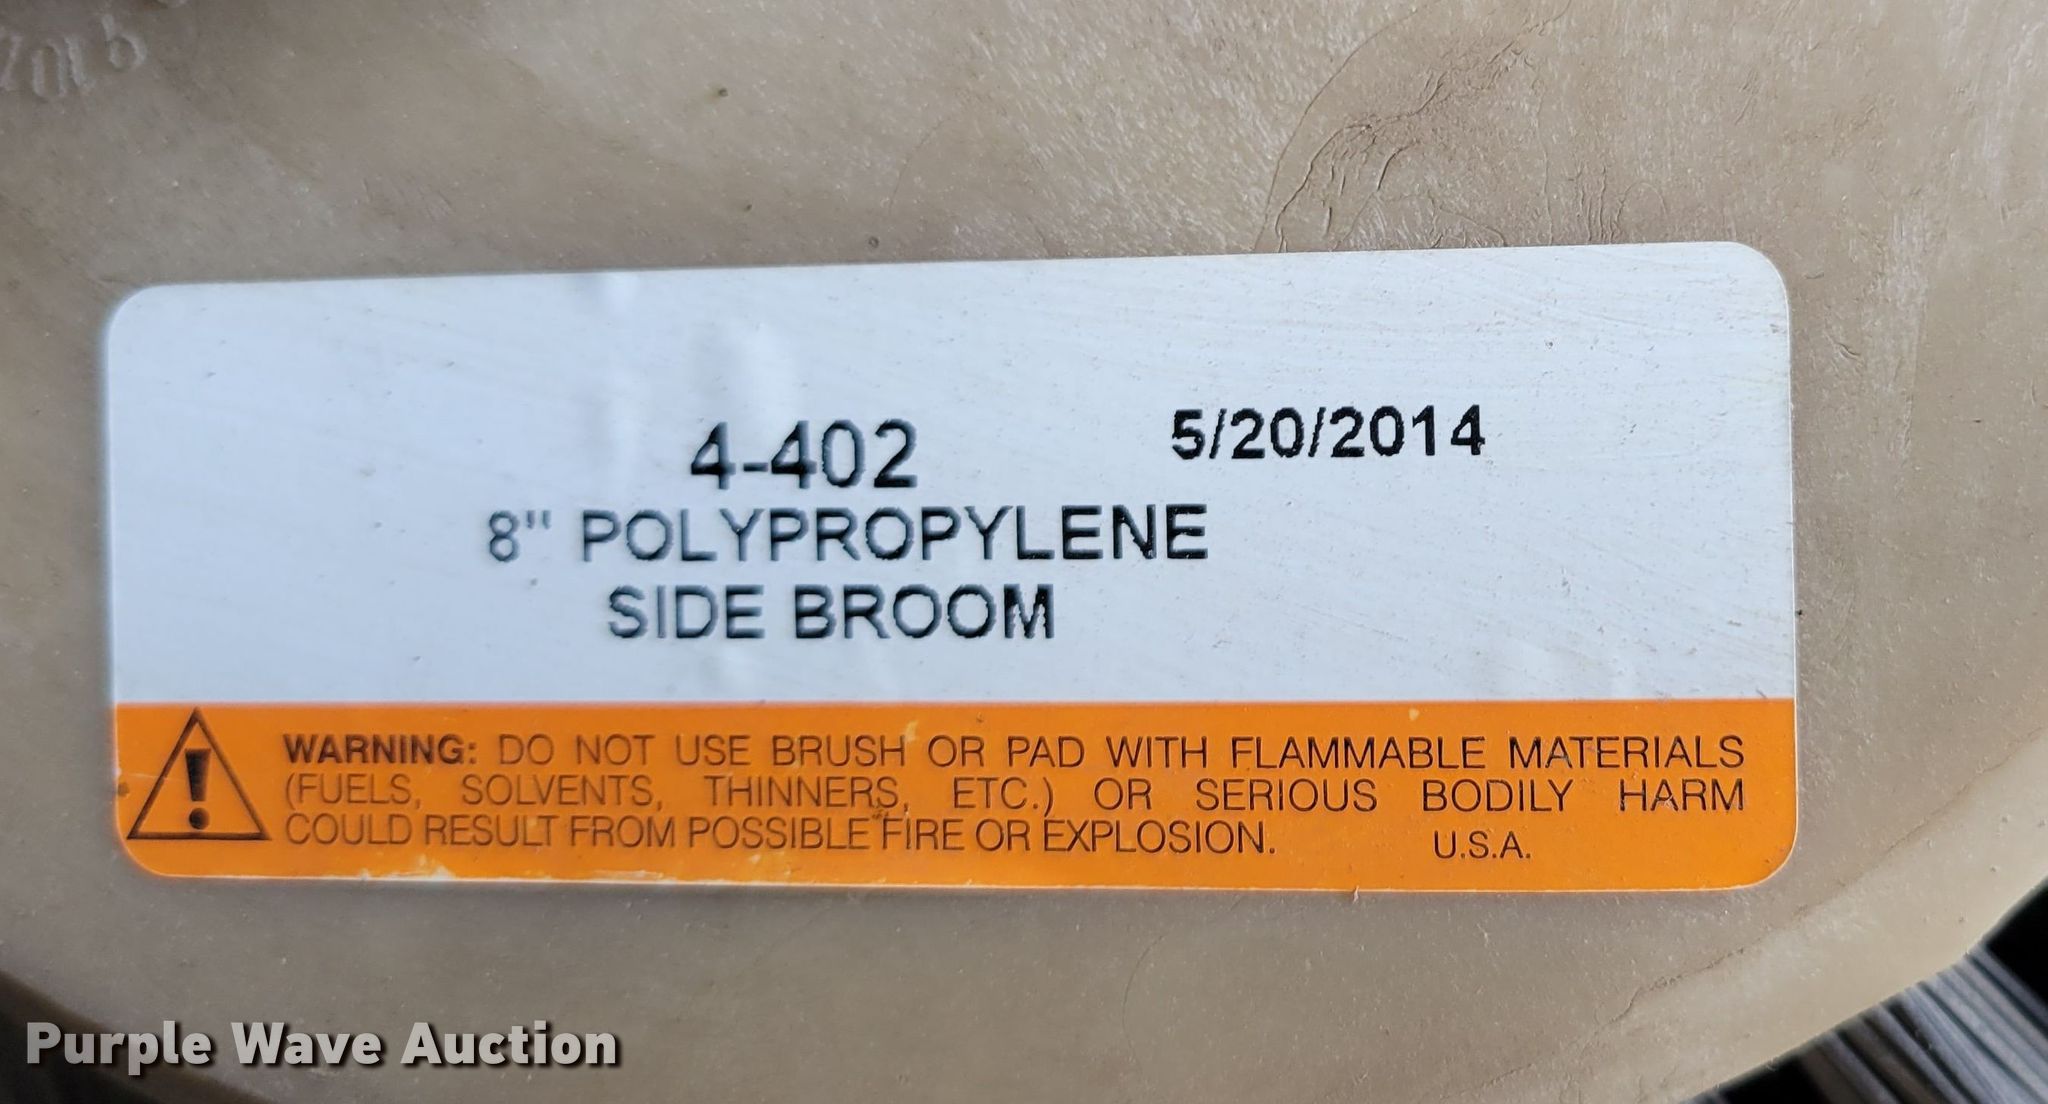 4-402 5/20/2014
8" POLYPROPYLENE
SIDE BROOM
WARNING: DO NOT USE BRUSH OR PAD WITH FLAMMABLE MATERIALS
(FUELS, SOLVENTS, THINNERS, ETC.) OR SERIOUS BODILY HARM
COULD RESULT FROM POSSIBLE FIRE OR EXPLOSION. U.S.A.
Purple Wave Auction